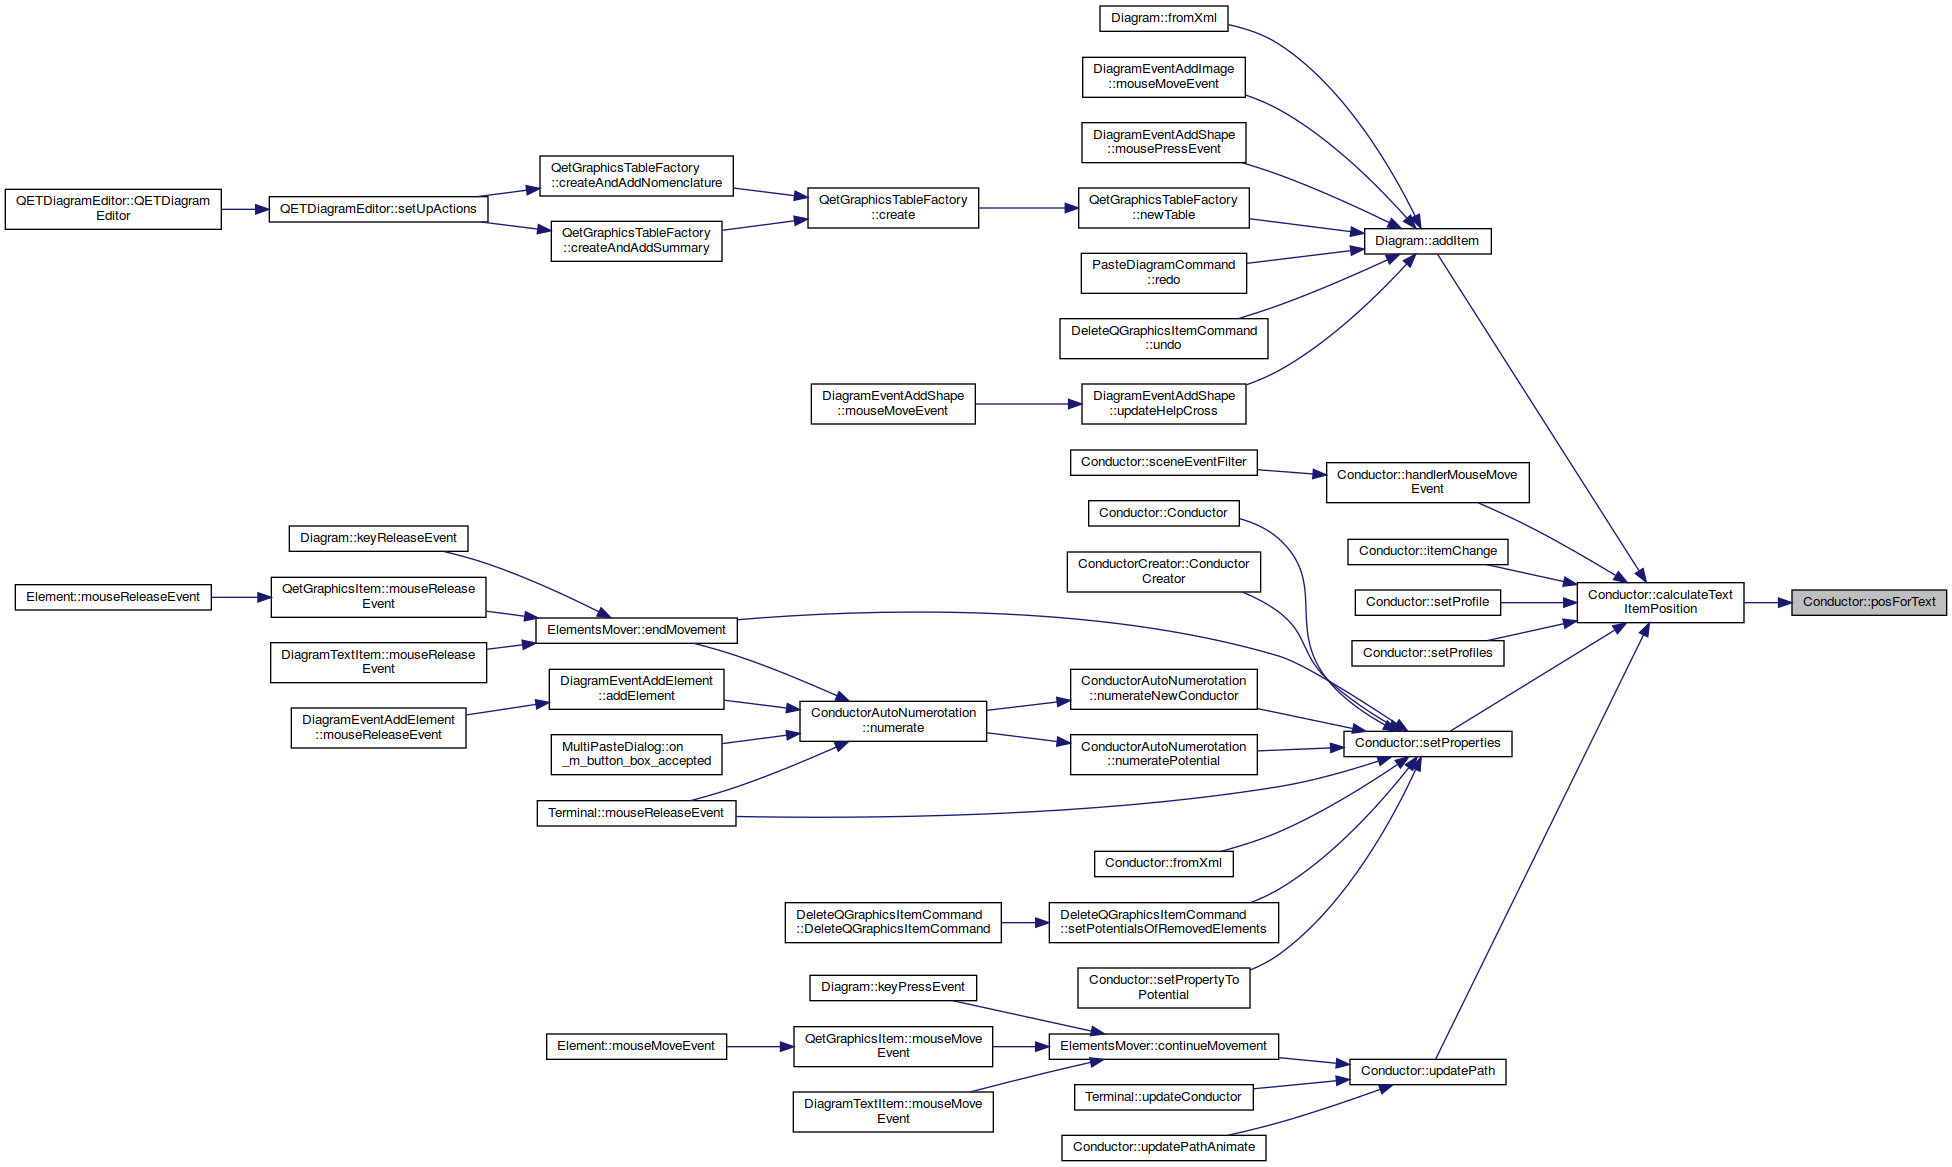 Diagram::fromXml
DiagramEventAddImage
::mouseMoveEvent
DiagramEventAddShape
::mousePressEvent
QetGraphicsTableFactory
::createAndAddNomenclature
QETDiagramEditor::QETDiagram
Editor
QETDiagramEditor::setUpActions
QetGraphicsTableFactory
::create
QetGraphicsTableFactory
::newTable
QetGraphicsTableFactory
::createAndAddSummary
Diagram::addItem
PasteDiagramCommand
::redo
DeleteQGraphicsItemCommand
::undo
DiagramEventAddShape
::mouseMoveEvent
DiagramEventAddShape
::updateHelpCross
Conductor::sceneEventFilter
Conductor::handlerMouseMove
Event
Conductor::Conductor
Diagram::keyReleaseEvent
Conductor::itemChange
ConductorCreator::Conductor
Creator
Element::mouseReleaseEvent
QetGraphicsItem::mouseRelease
Event
Conductor::setProfile
Conductor::calculateText
ItemPosition
Conductor::posForText
ElementsMover::endMovement
DiagramTextItem::mouseRelease
Event
Conductor::setProfiles
DiagramEventAddElement
::addElement
ConductorAutoNumerotation
::numerateNewConductor
DiagramEventAddElement
::mouseReleaseEvent
ConductorAutoNumerotation
::numerate
MultiPasteDialog::on
_m_button_box_accepted
ConductorAutoNumerotation
::numeratePotential
Conductor::setProperties
Terminal::mouseReleaseEvent
Conductor::fromXml
DeleteQGraphicsItemCommand
::DeleteQGraphicsItemCommand
DeleteQGraphicsItemCommand
::setPotentialsOfRemovedElements
Diagram::keyPressEvent
Conductor::setPropertyTo
Potential
Element::mouseMoveEvent
QetGraphicsItem::mouseMove
Event
ElementsMover::continueMovement
Conductor::updatePath
DiagramTextItem::mouseMove
Event
Terminal::updateConductor
Conductor::updatePathAnimate